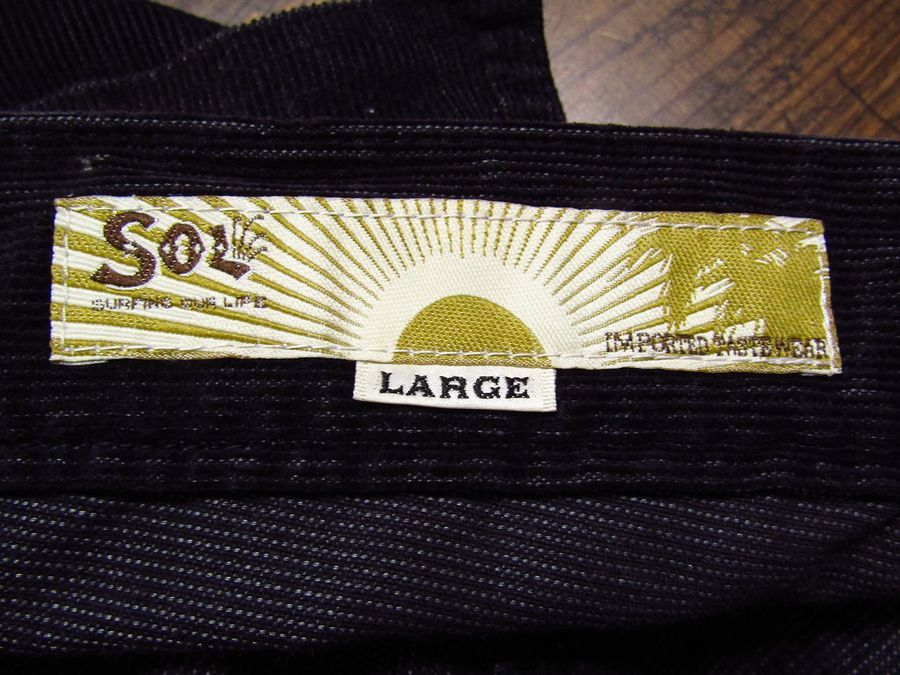 SOL
SURFING OUR LIFE
IMPORTED TASTE WEAR
LARGE